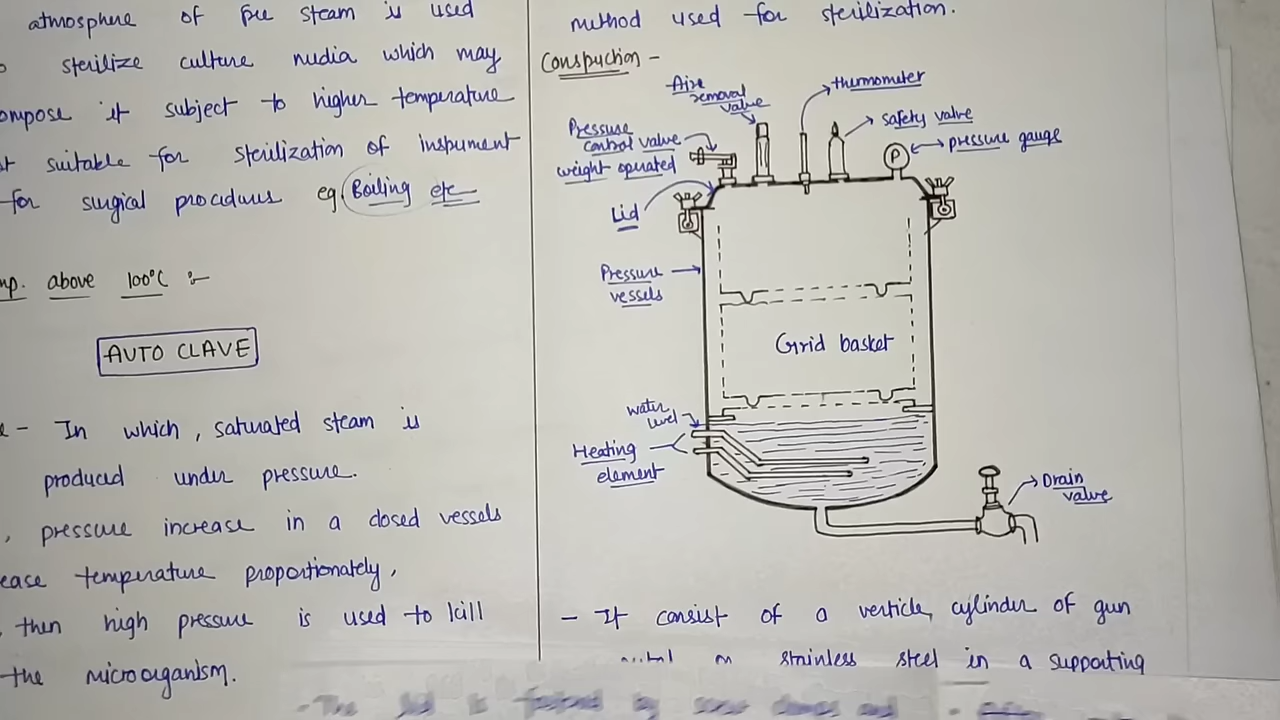 atmosphere of pre steam is used
sterilize culture media which may
ompose if subject to higher temperature
t suitable for sterilization of instrument
for surgical procedures eg. Boiling etc
mp. above 100°C :-
AUTO CLAVE
e - In which, saturated steam is
produced under pressure.
, pressure increase in a closed vessels
ease temperature proportionately,
then high pressure is used to kill
the microorganism.
method used for sterilization.
Construction -
Aire removal valve
thermometer
safety valve
pressure gauge
P
Pressure
control valve
weight operated
Lid
Pressure
vessels
Grid basket
water
level
Heating
element
Drain
valve
- It consist of a verticle cylinder of gun
stainless steel in a supporting